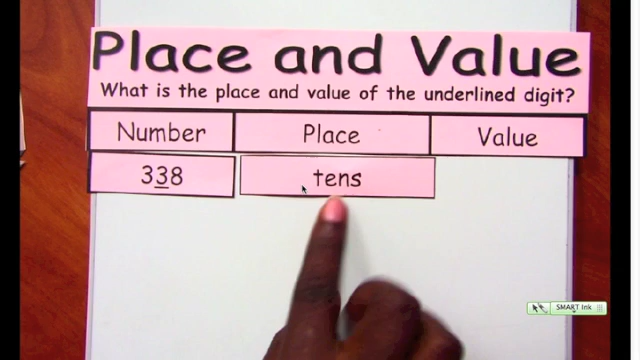 Place and Value
What is the place and value of the underlined digit?
Number Place Value
338 tens
SMART Ink